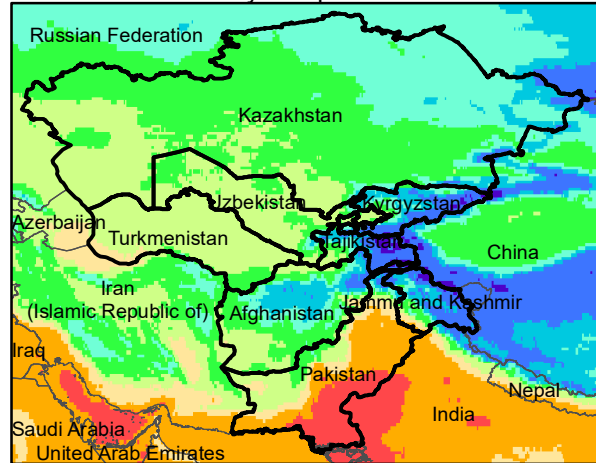 Russian Federation
Kazakhstan
Izbekistan
Kyrgyzstan
Azerbaijan
Turkmenistan
Tajikistan
China
Iran
(Islamic Republic of)
Afghanistan
Jammu and Kashmir
Iraq
Pakistan
Nepal
India
Saudi Arabia
United Arab Emirates